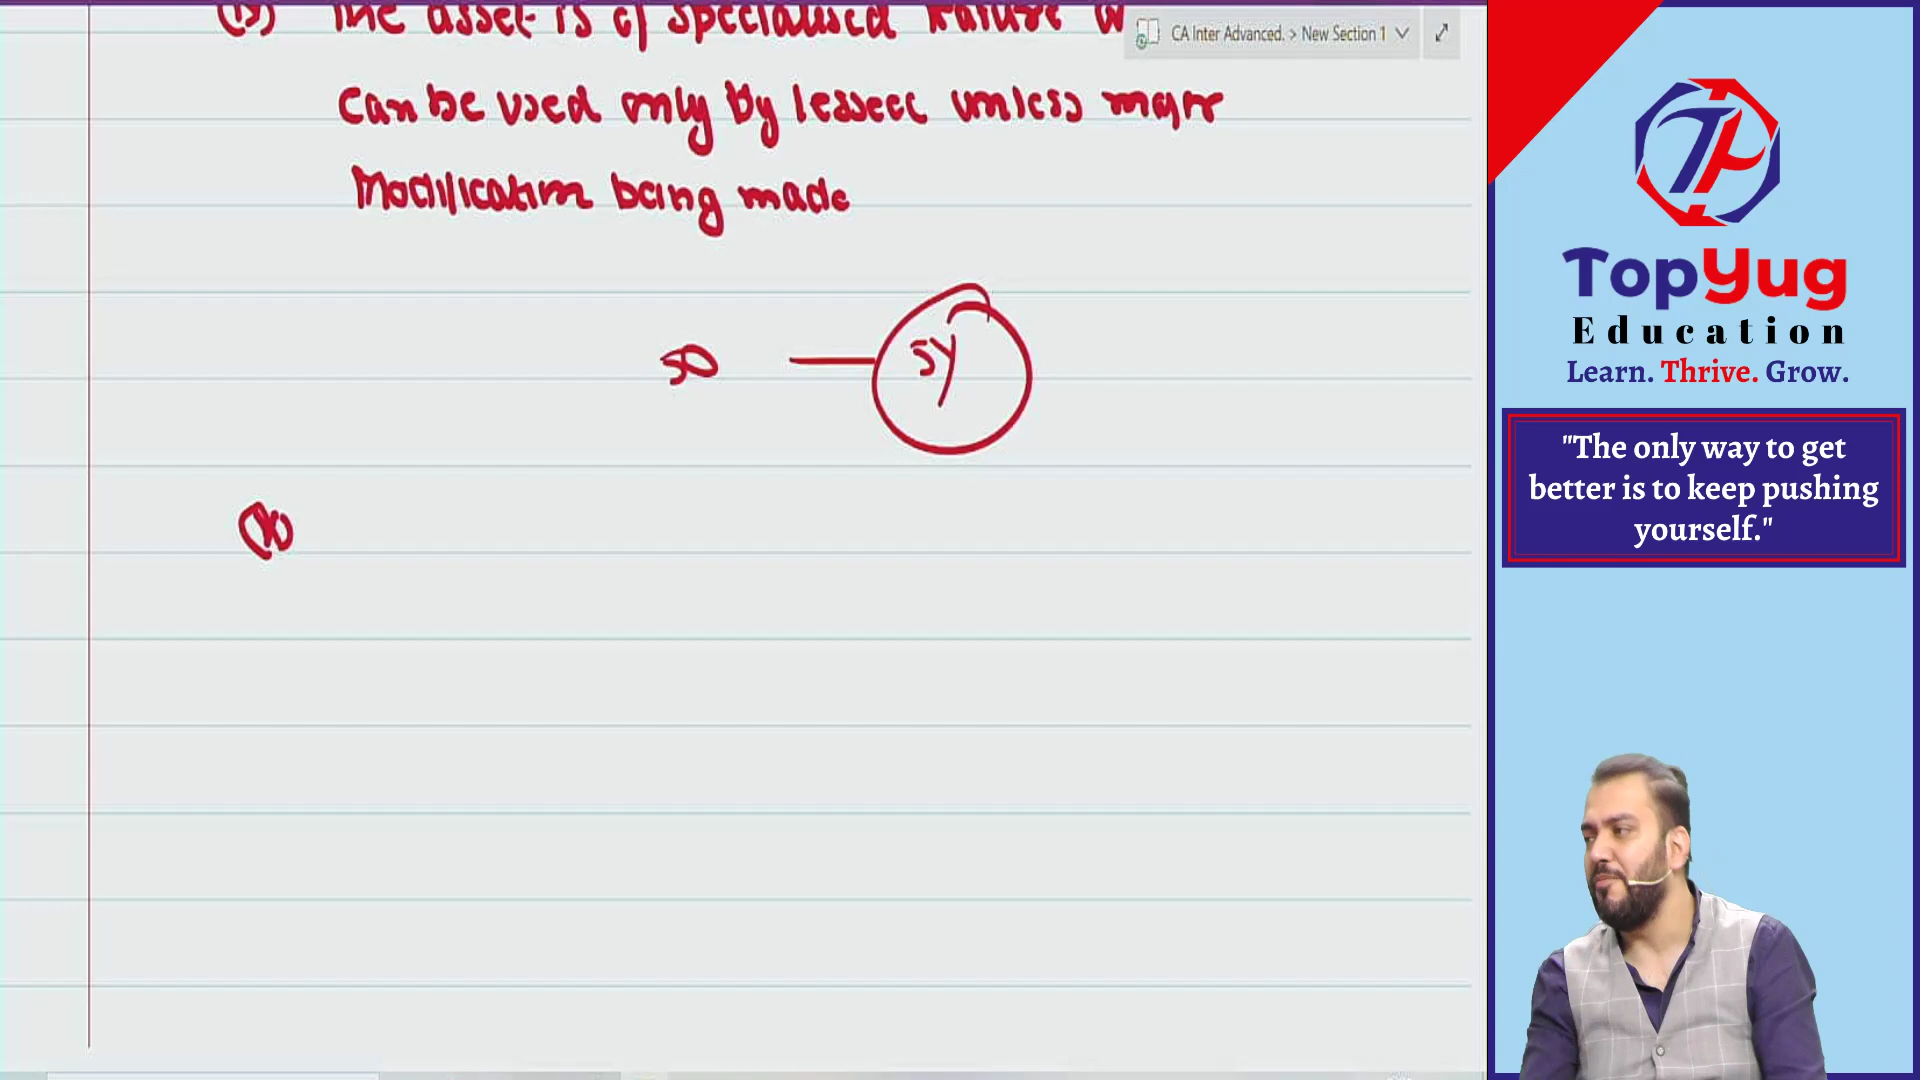 The asset is of specialised nature
CA Inter Advanced. > New Section 1
Can be used only by lessee unless major
Modification being made
50 — 5y
TopYug
Education
Learn. Thrive. Grow.
"The only way to get
better is to keep pushing
yourself."